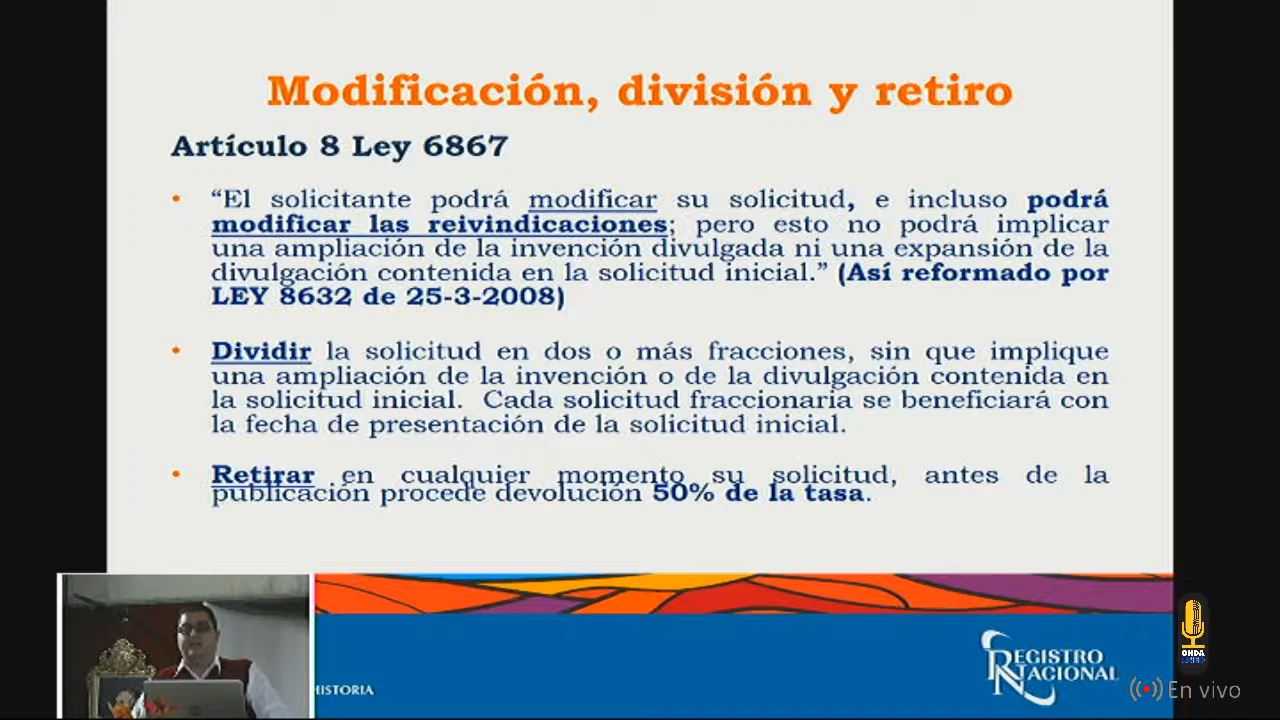 Modificación, división y retiro
Artículo 8 Ley 6867
• “El solicitante podrá modificar su solicitud, e incluso podrá
modificar las reivindicaciones; pero esto no podrá implicar
una ampliación de la invención divulgada ni una expansión de la
divulgación contenida en la solicitud inicial.” (Así reformado por
LEY 8632 de 25-3-2008)
• Dividir la solicitud en dos o más fracciones, sin que implique
una ampliación de la invención o de la divulgación contenida en
la solicitud inicial. Cada solicitud fraccionaria se beneficiará con
la fecha de presentación de la solicitud inicial.
• Retirar en cualquier momento su solicitud, antes de la
publicación procede devolución 50% de la tasa.
HISTORIA
REGISTRO
NACIONAL
ONDA
En vivo